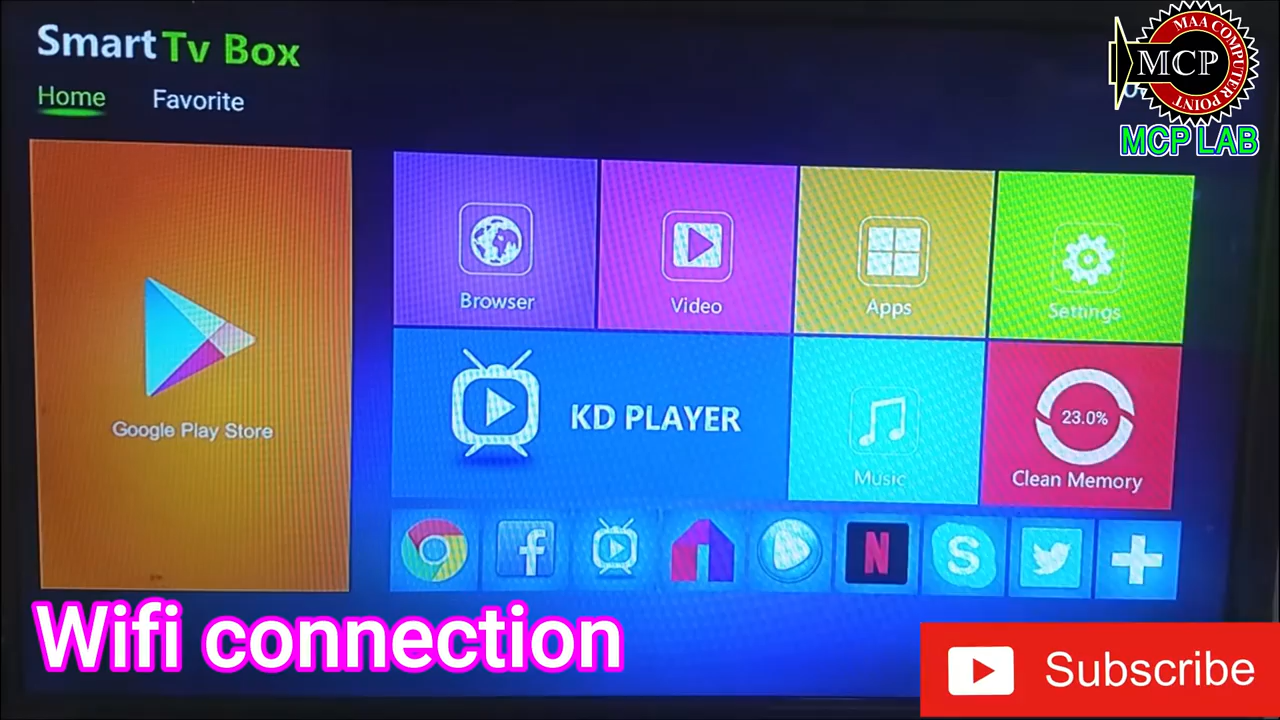 Smart Tv Box
Home
Favorite
MAA COMPUTER POINT
MCP
MCP LAB
Google Play Store
Browser
Video
Apps
Settings
KD PLAYER
Music
23.0%
Clean Memory
f
N
S
Wifi connection
Subscribe